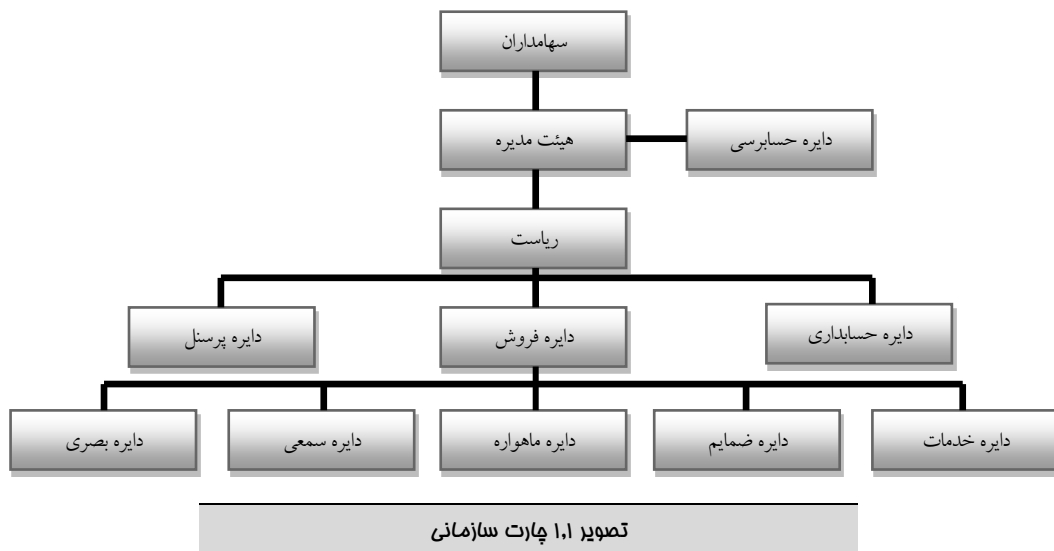 سهامداران
هیئت مدیره
دایره حسابرسی
ریاست
دایره حسابداری
دایره فروش
دایره پرسنل
دایره خدمات
دایره ضمایم
دایره ماهواره
دایره سمعی
دایره بصری
تصویر ۱,۱ چارت سازمانی